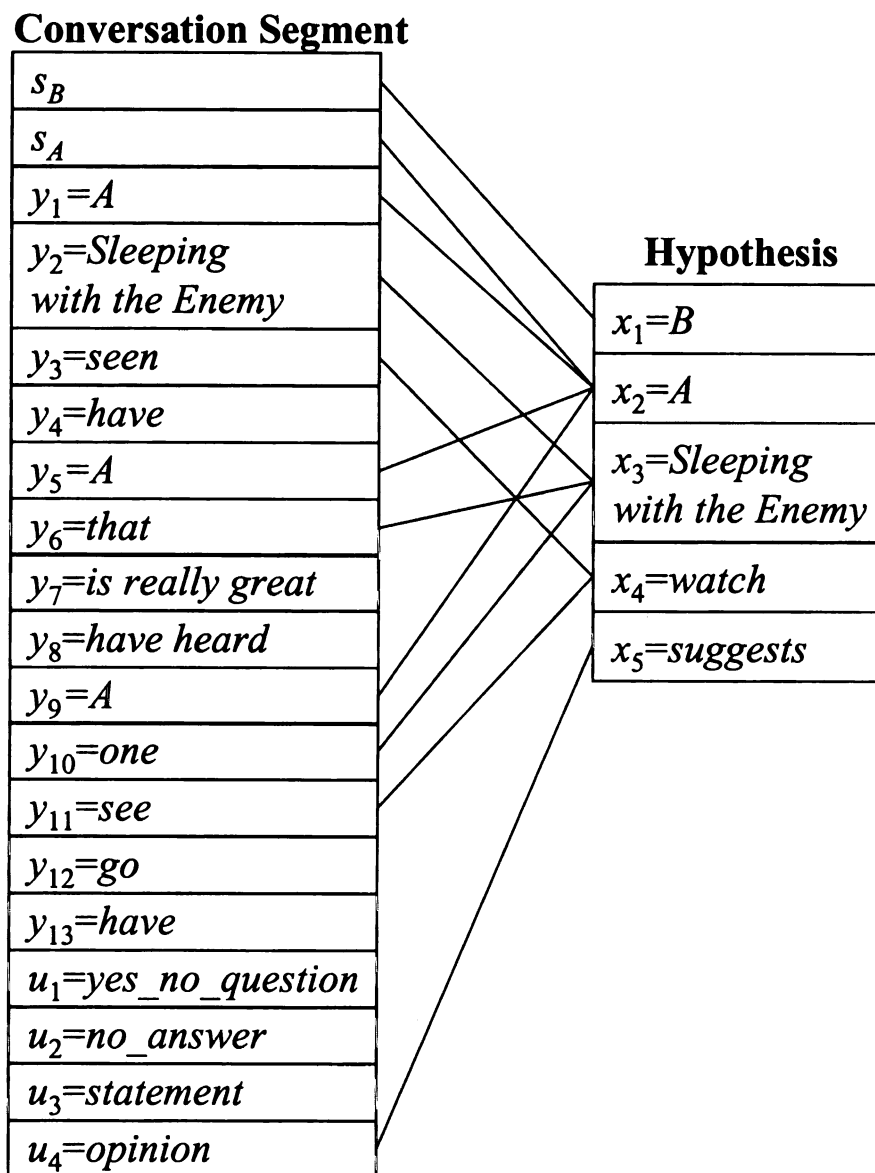 Conversation Segment
s_B
s_A
y_1=A
y_2=Sleeping
with the Enemy
y_3=seen
y_4=have
y_5=A
y_6=that
y_7=is really great
y_8=have heard
y_9=A
y_10=one
y_11=see
y_12=go
y_13=have
u_1=yes_no_question
u_2=no_answer
u_3=statement
u_4=opinion
Hypothesis
x_1=B
x_2=A
x_3=Sleeping
with the Enemy
x_4=watch
x_5=suggests